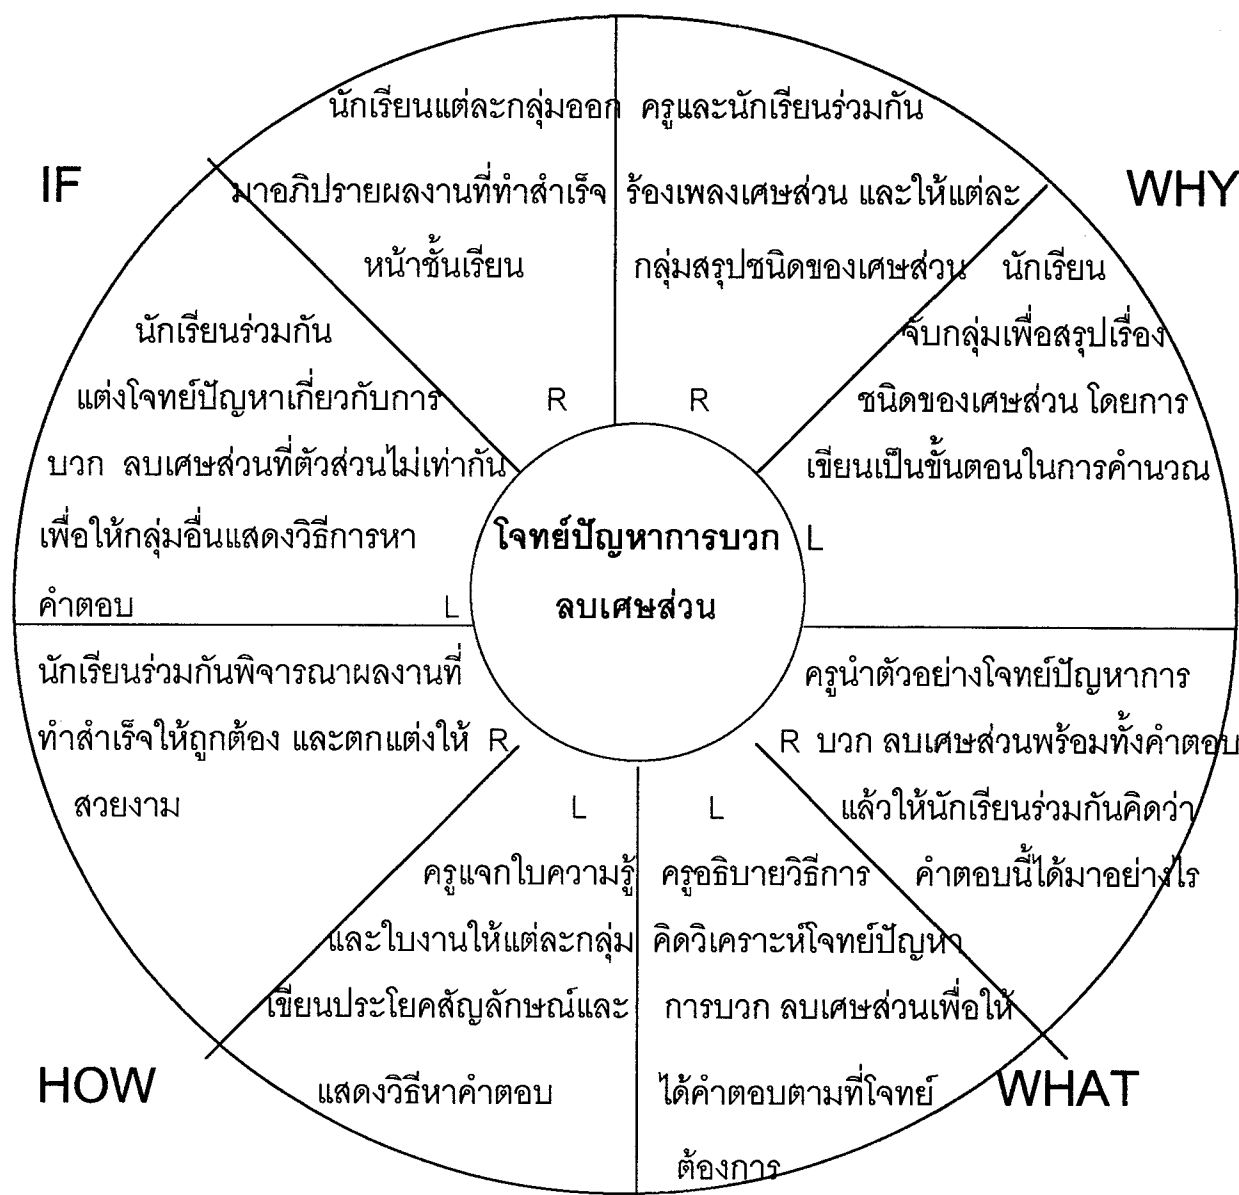 IF
WHY
ครูและนักเรียนร่วมกัน
ร้องเพลงเศษส่วน และให้แต่ละ
กลุ่มสรุปชนิดของเศษส่วน
R
นักเรียน
จับกลุ่มเพื่อสรุปเรื่อง
ชนิดของเศษส่วน โดยการ
เขียนเป็นขั้นตอนในการคำนวณ
L
ครูนำตัวอย่างโจทย์ปัญหาการ
R บวก ลบเศษส่วนพร้อมทั้งคำตอบ
แล้วให้นักเรียนร่วมกันคิดว่า
คำตอบนี้ได้มาอย่างไร
WHAT
L
ครูอธิบายวิธีการ
คิดวิเคราะห์โจทย์ปัญหา
การบวก ลบเศษส่วนเพื่อให้
ได้คำตอบตามที่โจทย์
ต้องการ
L
ครูแจกใบความรู้
และใบงานให้แต่ละกลุ่ม
เขียนประโยคสัญลักษณ์และ
แสดงวิธีหาคำตอบ
HOW
นักเรียนร่วมกันพิจารณาผลงานที่
ทำสำเร็จให้ถูกต้อง และตกแต่งให้ R
สวยงาม
นักเรียนร่วมกัน
แต่งโจทย์ปัญหาเกี่ยวกับการ
บวก ลบเศษส่วนที่ตัวส่วนไม่เท่ากัน
เพื่อให้กลุ่มอื่นแสดงวิธีการหา
คำตอบ L
นักเรียนแต่ละกลุ่มออก
มาอภิปรายผลงานที่ทำสำเร็จ
หน้าชั้นเรียน
R
โจทย์ปัญหาการบวก
ลบเศษส่วน